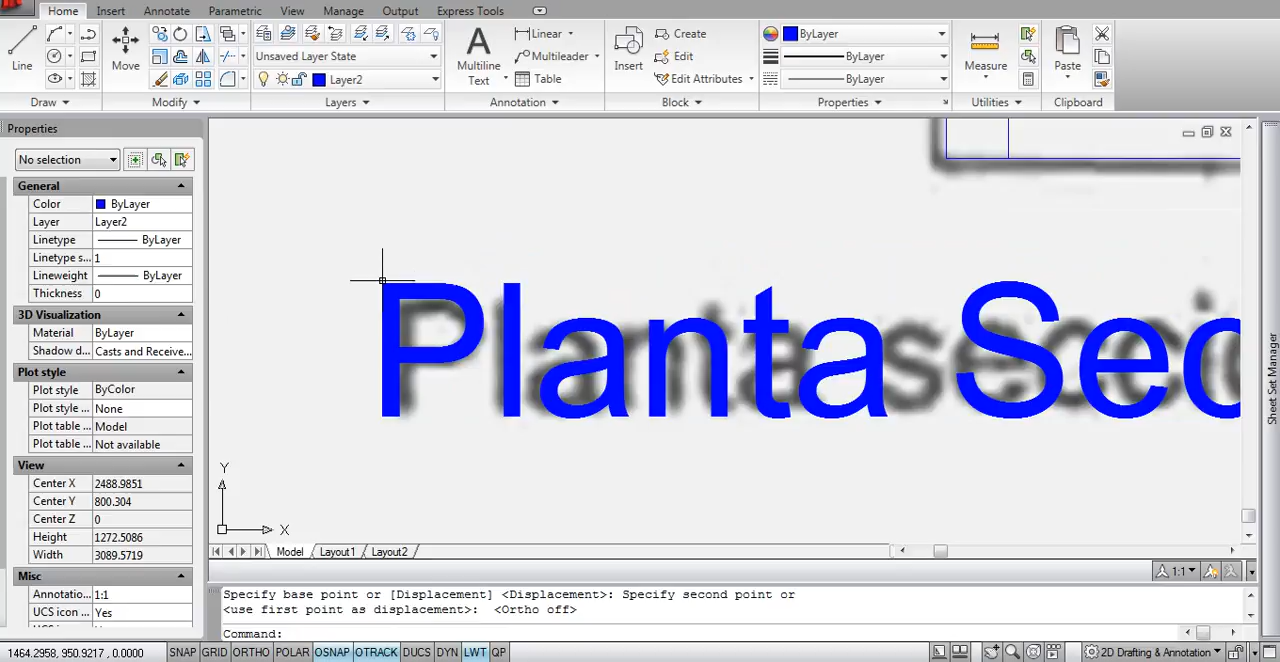 Home Insert Annotate Parametric View Manage Output Express Tools
Line
Move
Unsaved Layer State
Layer2
Multiline
Text
Linear
Multileader
Table
Insert
Create
Edit
Edit Attributes
ByLayer
ByLayer
ByLayer
Measure
Paste
Draw Modify Layers Annotation Block Properties Utilities Clipboard
Properties
No selection
General
Color ByLayer
Layer Layer2
Linetype ByLayer
Linetype s... 1
Lineweight ByLayer
Thickness 0
3D Visualization
Material ByLayer
Shadow d... Casts and Receive...
Plot style
Plot style ByColor
Plot style ... None
Plot table ... Model
Plot table ... Not available
View
Center X 2488.9851
Center Y 800.304
Center Z 0
Height 1272.5086
Width 3089.5719
Misc
Annotatio... 1:1
UCS icon ... Yes
Planta Sec
Planta secci
Y
X
Model Layout1 Layout2
1:1
Specify base point or [Displacement] <Displacement>: Specify second point or
<use first point as displacement>: <Ortho off>
Command:
Sheet Set Manager
1464.2958, 950.9217, 0.0000 SNAP GRID ORTHO POLAR OSNAP OTRACK DUCS DYN LWT QP 2D Drafting & Annotation